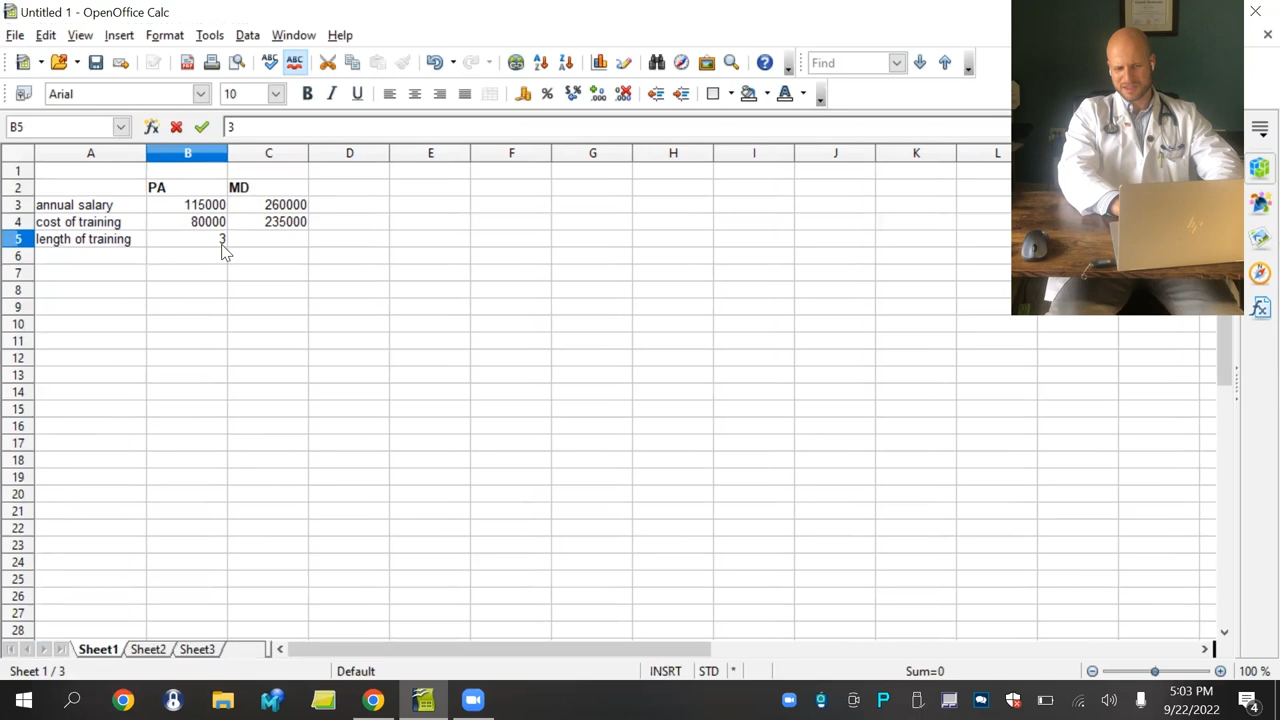 Untitled 1 - OpenOffice Calc
File Edit View Insert Format Tools Data Window Help
Find
Arial 10
B5 3
A B C D E F G H I J K L
1
2 PA MD
3 annual salary 115000 260000
4 cost of training 80000 235000
5 length of training 3
6
7
8
9
10
11
12
13
14
15
16
17
18
19
20
21
22
23
24
25
26
27
28
Sheet1 Sheet2 Sheet3
Sheet 1 / 3 Default INSRT STD * Sum=0 100 %
5:03 PM
9/22/2022
4